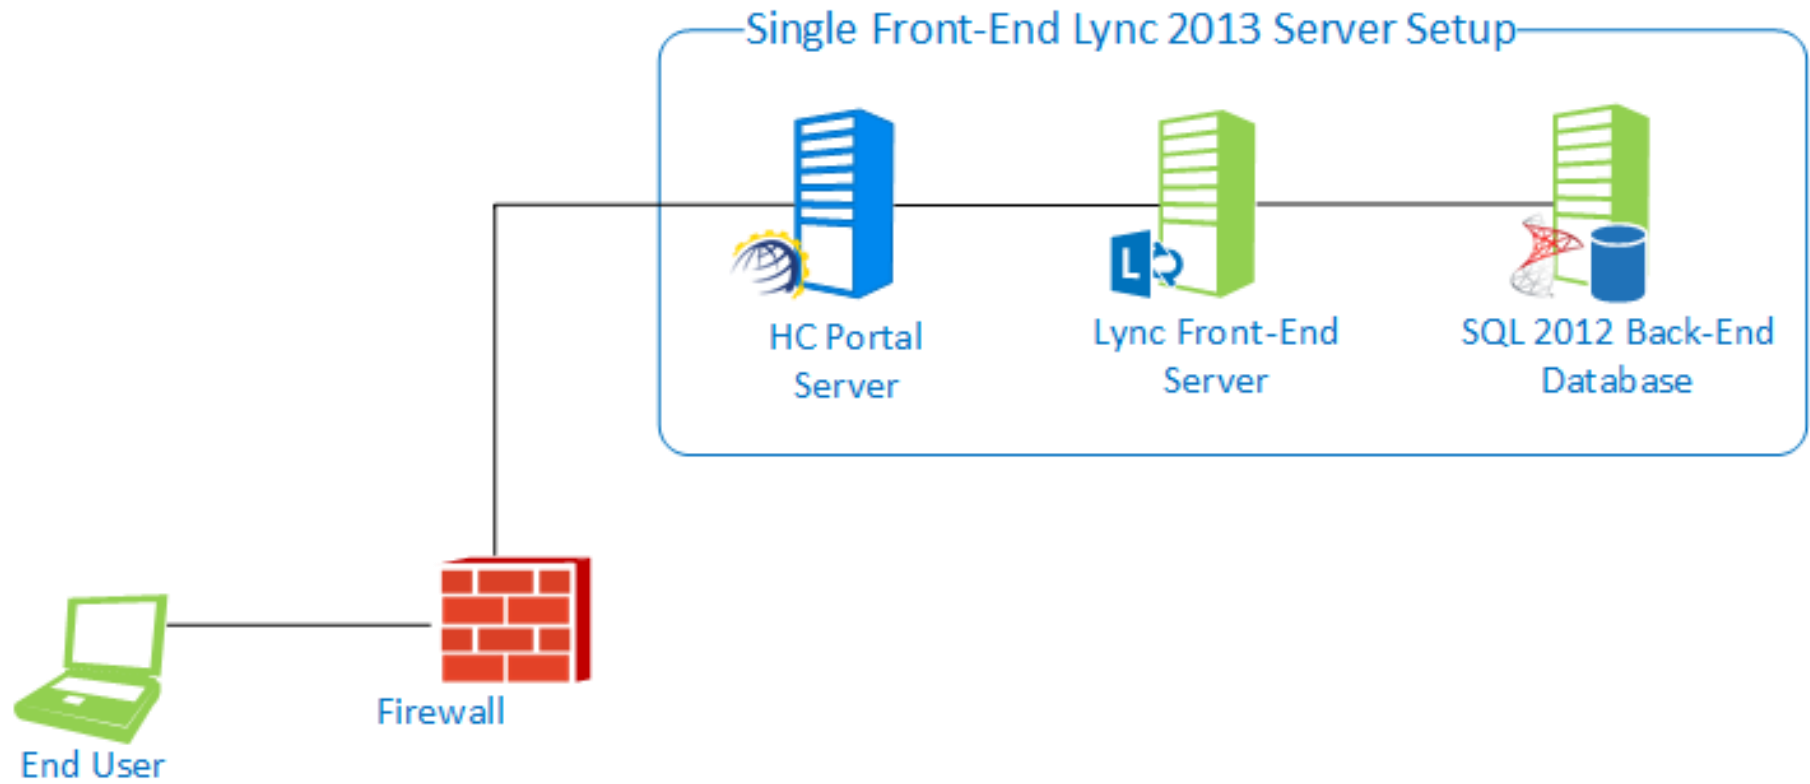 Single Front-End Lync 2013 Server Setup
HC Portal
Server
Lync Front-End
Server
SQL 2012 Back-End
Database
L
Firewall
End User